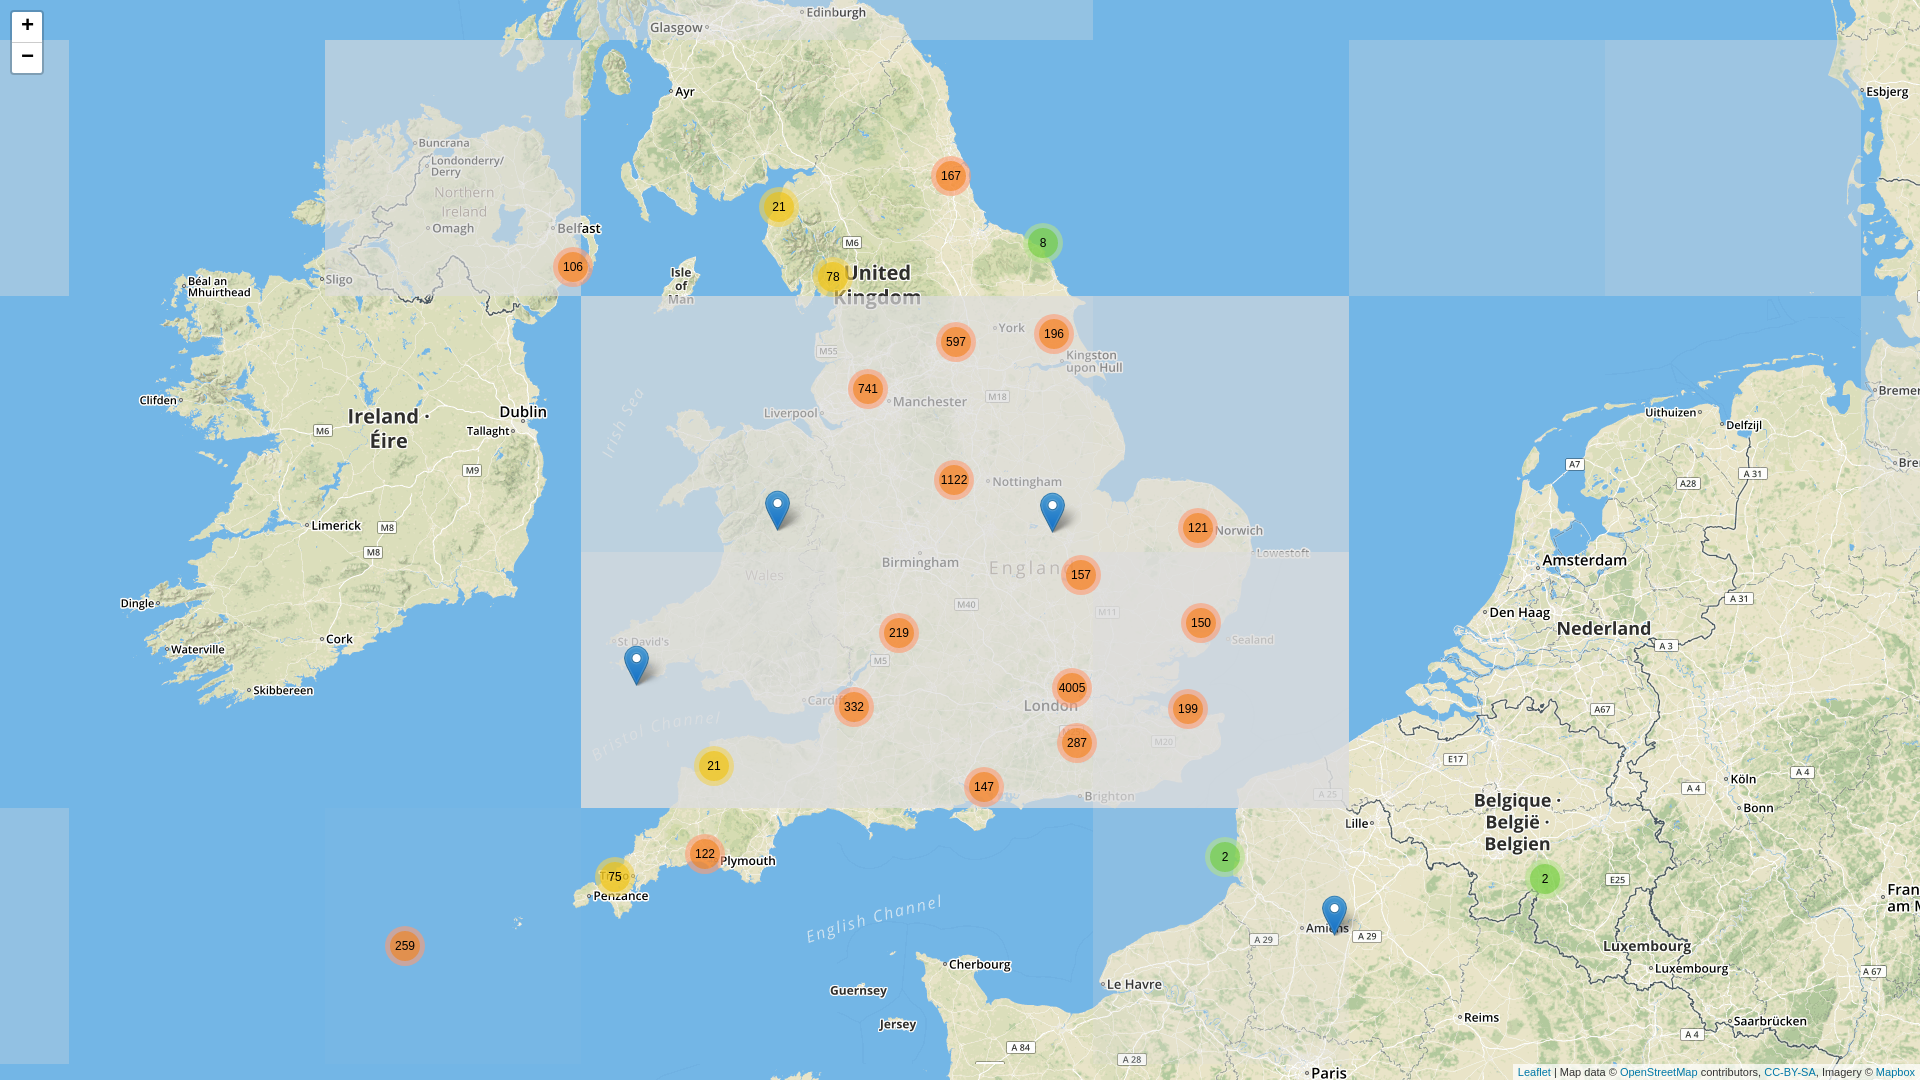 +
−
Edinburgh
Glasgow
Ayr
Esbjerg
Buncrana
Londonderry/
Derry
167
Northern
Ireland
21
Omagh
Belfast
M6
8
106
United
Kingdom
78
Isle
of
Man
Sligo
Béal an
Mhuirthead
York
196
597
M55
Kingston
upon Hull
741
M18
Clifden
Manchester
Bremer
Liverpool
Dublin
Uithuizen
Ireland ·
Éire
Irish Sea
M6
Tallaght
Delfzijl
A7
M9
A 31
1122
Nottingham
A28
Limerick
M8
121
Norwich
M8
Lowestoft
Birmingham
Amsterdam
Wales
Englan
157
Dingle
M40
M11
A 31
Den Haag
150
219
Nederland
Cork
St David's
Sealand
Waterville
A 3
M5
Skibbereen
4005
Cardiff
332
London
199
A67
Bristol Channel
287
M20
E17
21
A 4
Köln
147
A 4
Brighton
A 25
Belgique ·
België ·
Belgien
Bonn
Lille
122
Plymouth
2
75
2
E25
Penzance
English Channel
Amiens
259
A 29
A 29
Luxembourg
Cherbourg
Luxembourg
A 67
Le Havre
Guernsey
Reims
Jersey
Saarbrücken
A 84
A 4
A 28
Paris
Leaflet | Map data © OpenStreetMap contributors, CC-BY-SA, Imagery © Mapbox